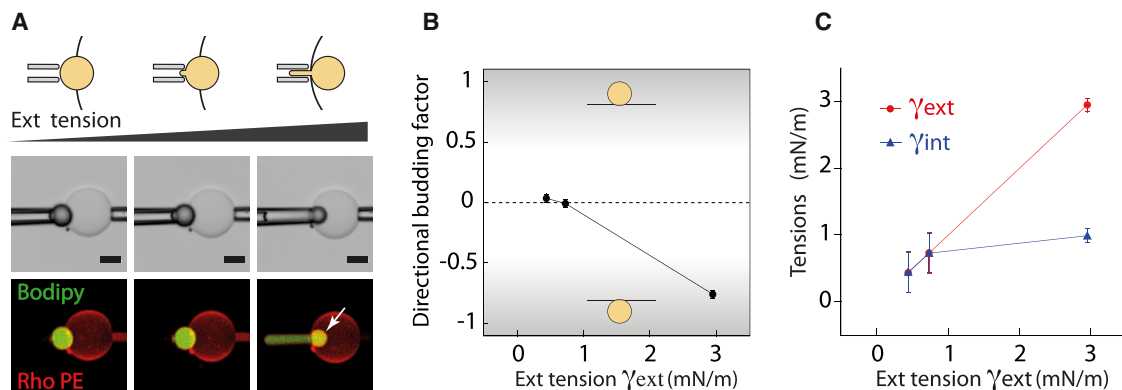 A
Ext tension
Bodipy
Rho PE
B
Directional budding factor
1
0.5
0
-0.5
-1
0 1 2 3
Ext tension γext (mN/m)
C
Tensions (mN/m)
3
2
1
0
γext
γint
0 1 2 3
Ext tension γext (mN/m)